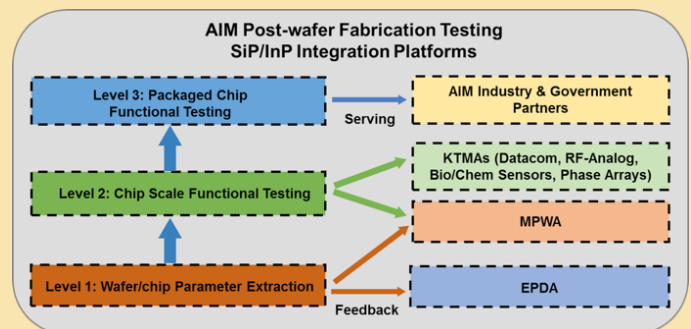 AIM Post-wafer Fabrication Testing
SiP/InP Integration Platforms
Level 3: Packaged Chip
Functional Testing
Serving
AIM Industry & Government
Partners
Level 2: Chip Scale Functional Testing
KTMAs (Datacom, RF-Analog,
Bio/Chem Sensors, Phase Arrays)
MPWA
Level 1: Wafer/chip Parameter Extraction
Feedback
EPDA